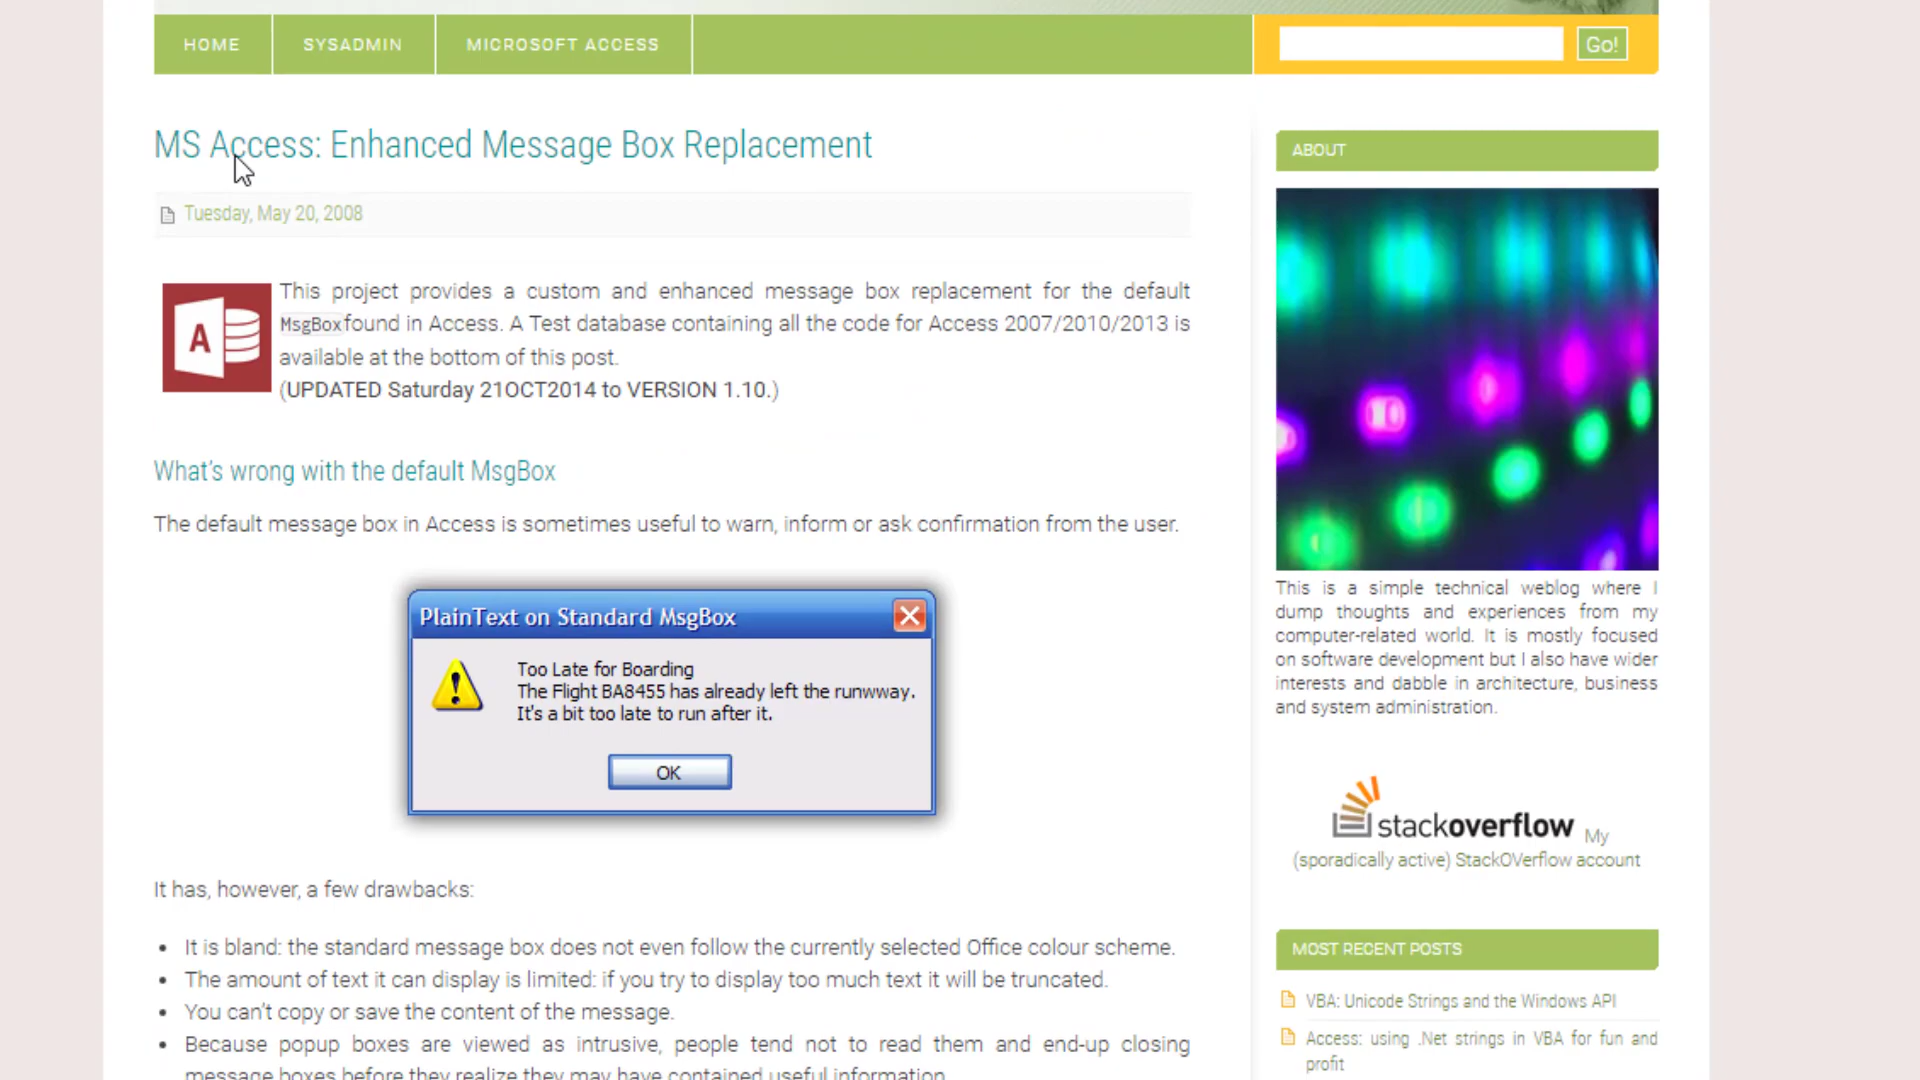 HOME SYSADMIN MICROSOFT ACCESS Go!
MS Access: Enhanced Message Box Replacement
Tuesday, May 20, 2008
This project provides a custom and enhanced message box replacement for the default
MsgBox found in Access. A Test database containing all the code for Access 2007/2010/2013 is
available at the bottom of this post.
(UPDATED Saturday 21OCT2014 to VERSION 1.10.)
What's wrong with the default MsgBox
The default message box in Access is sometimes useful to warn, inform or ask confirmation from the user.
PlainText on Standard MsgBox
Too Late for Boarding
The Flight BA8455 has already left the runwway.
It's a bit too late to run after it.
OK
It has, however, a few drawbacks:
• It is bland: the standard message box does not even follow the currently selected Office colour scheme.
• The amount of text it can display is limited: if you try to display too much text it will be truncated.
• You can't copy or save the content of the message.
• Because popup boxes are viewed as intrusive, people tend not to read them and end-up closing
message boxes before they realize they may have contained useful information.
ABOUT
This is a simple technical weblog where I
dump thoughts and experiences from my
computer-related world. It is mostly focused
on software development but I also have wider
interests and dabble in architecture, business
and system administration.
stackoverflow My
(sporadically active) StackOVerflow account
MOST RECENT POSTS
VBA: Unicode Strings and the Windows API
Access: using .Net strings in VBA for fun and
profit